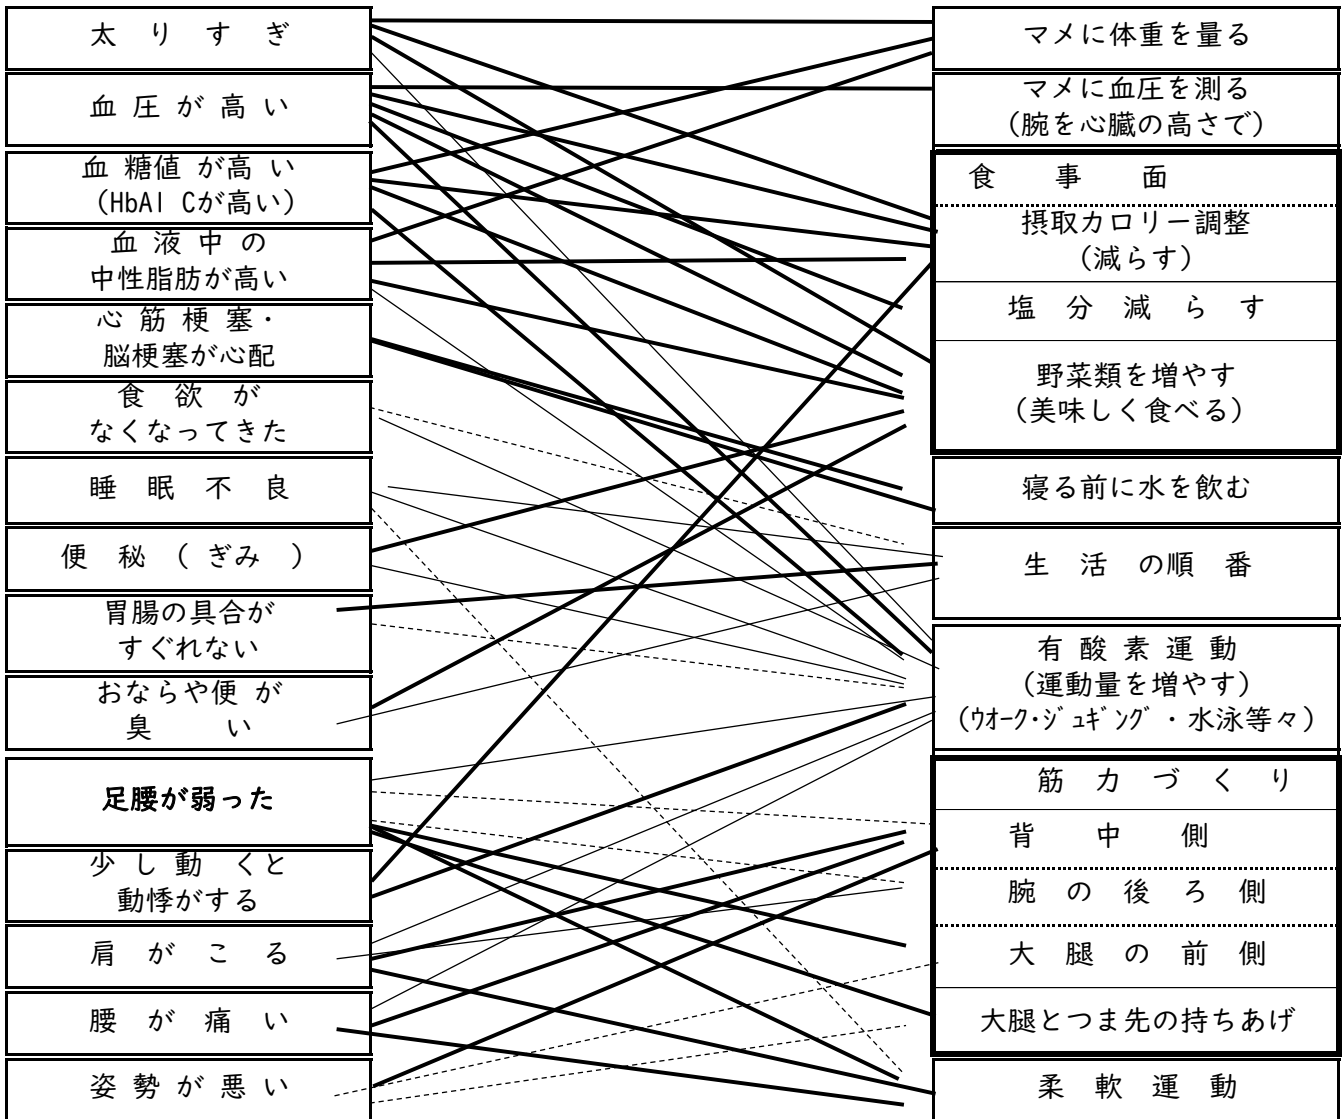 太りすぎ
血圧が高い
血糖値が高い
(HbAl Cが高い)
血液中の
中性脂肪が高い
心筋梗塞・
脳梗塞が心配
食欲が
なくなってきた
睡眠不良
便秘(ぎみ)
胃腸の具合が
すぐれない
おならや便が
臭い
足腰が弱った
少し動くと
動悸がする
肩がこる
腰が痛い
姿勢が悪い
マメに体重を量る
マメに血圧を測る
(腕を心臓の高さで)
食事面
摂取カロリー調整
(減らす)
塩分減らす
野菜類を増やす
(美味しく食べる)
寝る前に水を飲む
生活の順番
有酸素運動
(運動量を増やす)
(ウオーク・ジュギング・水泳等々)
筋力づくり
背中側
腕の後ろ側
大腿の前側
大腿とつま先の持ちあげ
柔軟運動